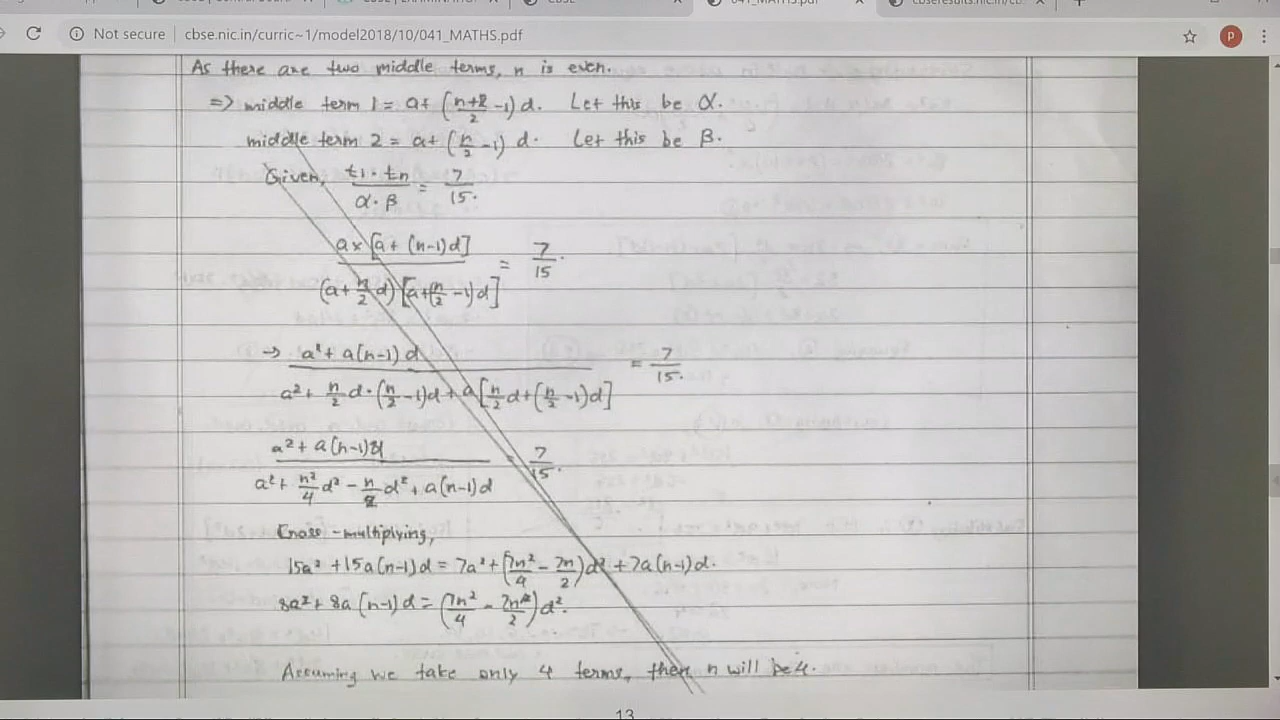 041_MATHS.pdf
Not secure | cbse.nic.in/curric~1/model2018/10/041_MATHS.pdf
P
As there are two middle terms, n is even.
=> middle term 1 = a + ((n+2)/2 - 1) d. Let this be α.
middle term 2 = a + (n/2 - 1) d. Let this be β.
Given, (t1 · tn)/(α · β) = 7/15.
(a × [a + (n-1)d]) / ((a + n/2 d) [a + (n/2 - 1)d]) = 7/15.
→ (a² + a(n-1) d) / (a² + n/2 d · (n/2 - 1)d + a [n/2 d + (n/2 - 1)d]) = 7/15.
(a² + a(n-1)d) / (a² + n²/4 d² - n/2 d² + a(n-1)d) = 7/15.
Cross-multiplying,
15a² + 15a(n-1)d = 7a² + (7n²/4 - 7n/2)d² + 7a(n-1)d.
8a² + 8a (n-1)d = (7n²/4 - 7n/2)d².
Assuming we take only 4 terms, then n will be 4.
13